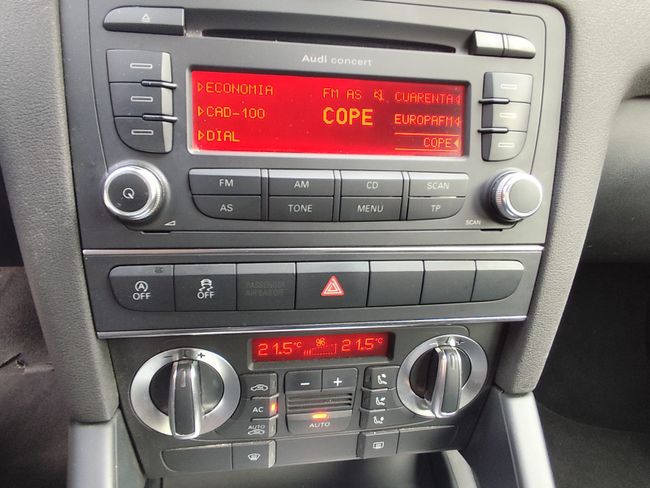 Audi concert
ECONOMIA FM AS CUARENTA
CAD-100 COPE EUROPAFM
DIAL COPE
FM AM CD SCAN
AS TONE MENU TP
SCAN
OFF OFF PASSENGER
AIR BAG OFF
21.5°C 21.5°C
AC
AUTO
AUTO